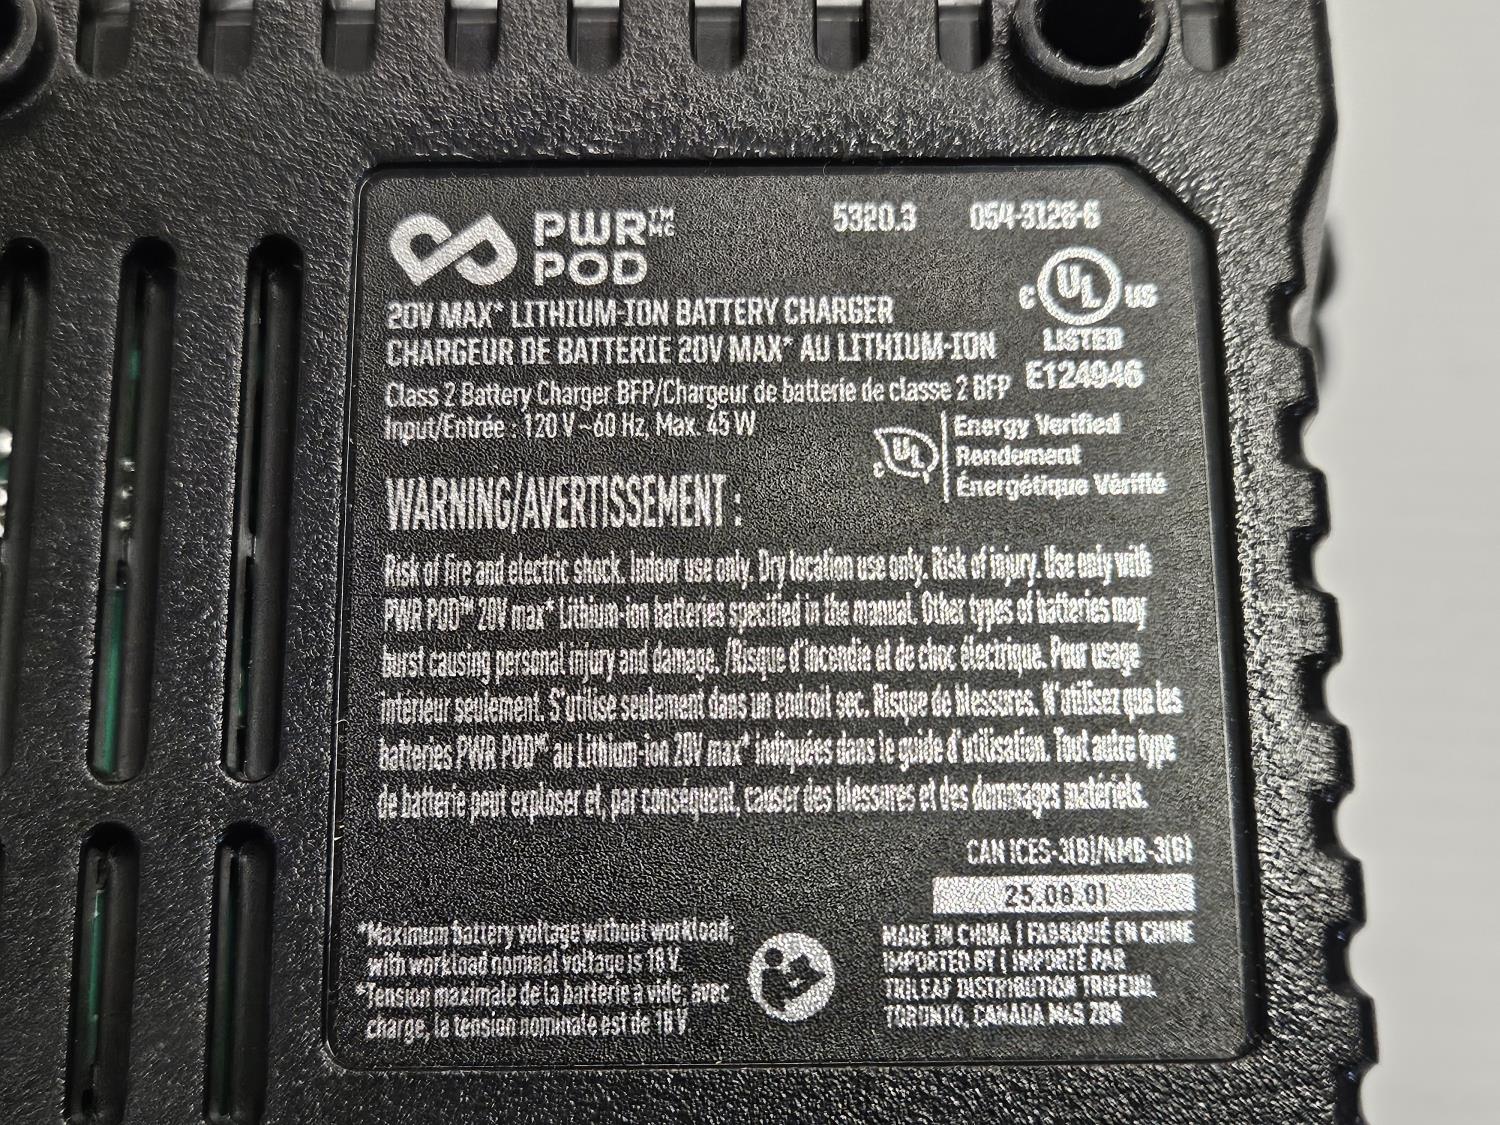 PWR™ᴹᶜ
POD
5320.3
054-3126-6
20V MAX* LITHIUM-ION BATTERY CHARGER
CHARGEUR DE BATTERIE 20V MAX* AU LITHIUM-ION
Class 2 Battery Charger BFP/Chargeur de batterie de classe 2 BFP
Input/Entrée : 120 V ~60 Hz, Max. 45 W
C UL US
LISTED
E124946
C UL
Energy Verified
Rendement
Énergétique Vérifié
WARNING/AVERTISSEMENT :
Risk of fire and electric shock. Indoor use only. Dry location use only. Risk of injury. Use only with
PWR POD™ 20V max* Lithium-ion batteries specified in the manual. Other types of batteries may
burst causing personal injury and damage. /Risque d'incendie et de choc électrique. Pour usage
intérieur seulement. S'utilise seulement dans un endroit sec. Risque de blessures. N'utilisez que les
batteries PWR PODᴹᶜ au Lithium-ion 20V max* indiquées dans le guide d'utilisation. Tout autre type
de batterie peut exploser et, par conséquent, causer des blessures et des dommages matériels.
CAN ICES-3(B)/NMB-3(B)
25.08.01
*Maximum battery voltage without workload,
with workload nominal voltage is 18 V.
*Tension maximale de la batterie à vide; avec
charge, la tension nominale est de 18 V.
MADE IN CHINA | FABRIQUÉ EN CHINE
IMPORTED BY | IMPORTÉ PAR
TRILEAF DISTRIBUTION TRIFEUIL
TORONTO, CANADA M4S 2B8